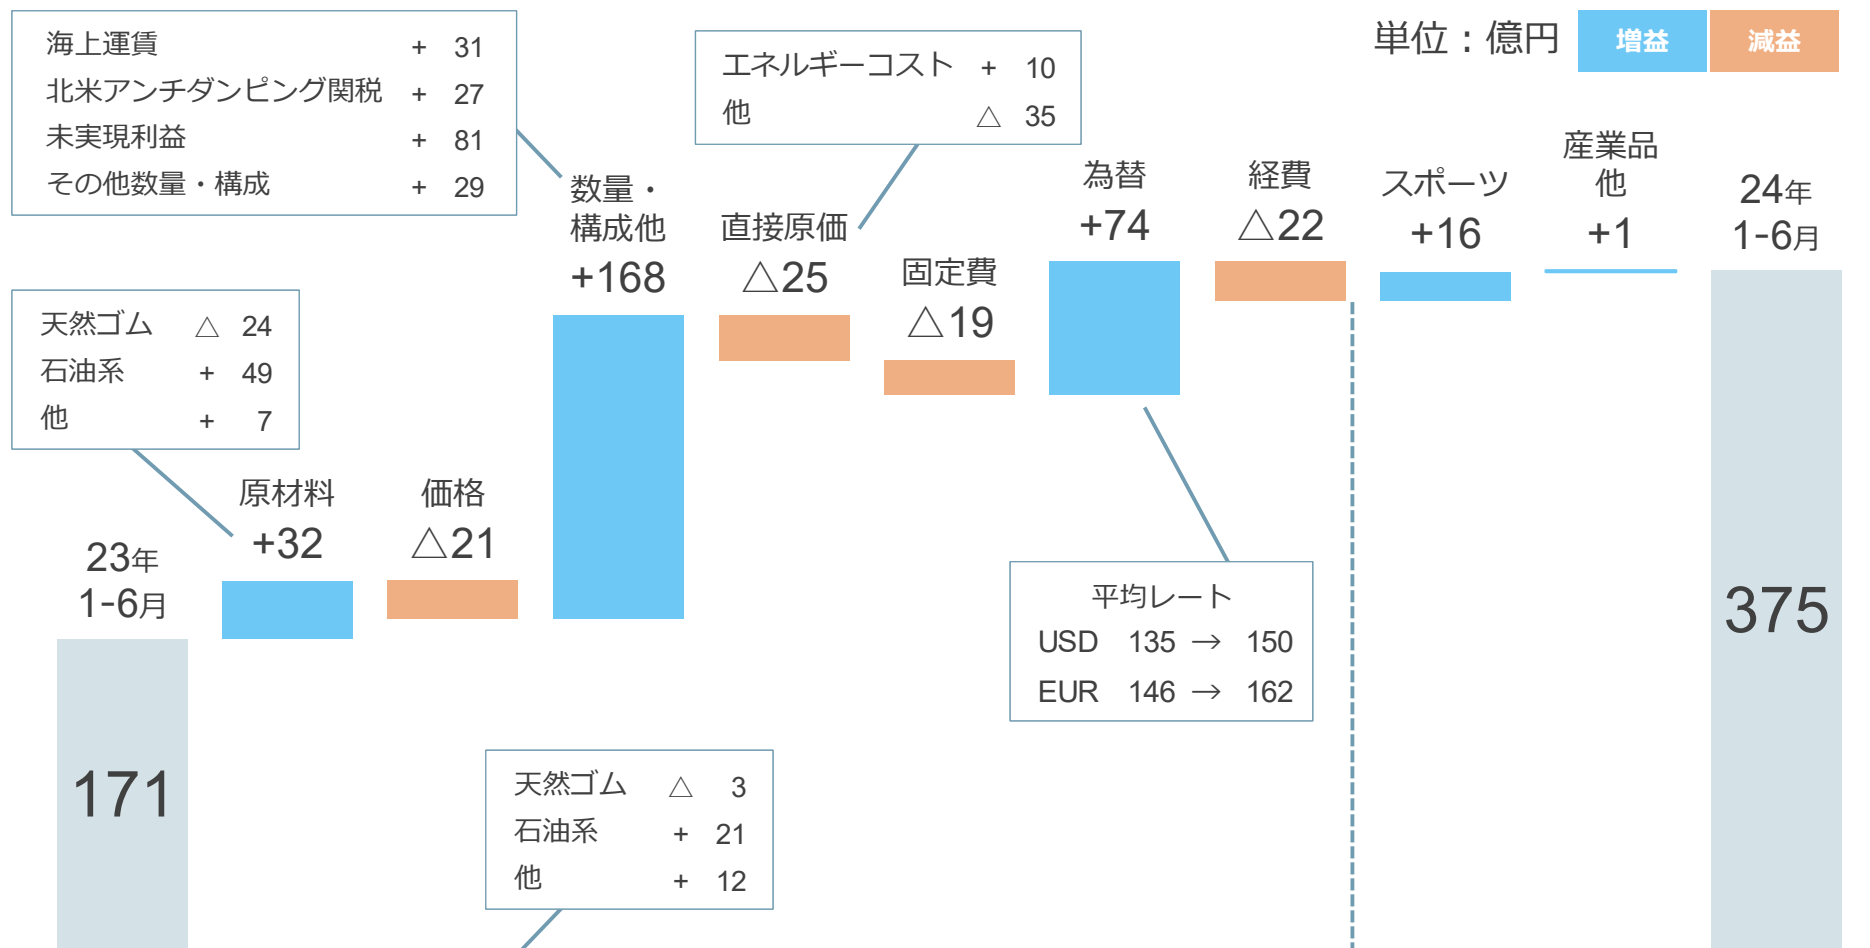 単位：億円 増益 減益
海上運賃 + 31
北米アンチダンピング関税 + 27
未実現利益 + 81
その他数量・構成 + 29
エネルギーコスト + 10
他 △ 35
天然ゴム △ 24
石油系 + 49
他 + 7
23年
1-6月
171
原材料
+32
価格
△21
数量・
構成他
+168
直接原価
△25
固定費
△19
為替
+74
経費
△22
スポーツ
+16
産業品
他
+1
24年
1-6月
375
平均レート
USD 135 → 150
EUR 146 → 162
天然ゴム △ 3
石油系 + 21
他 + 12